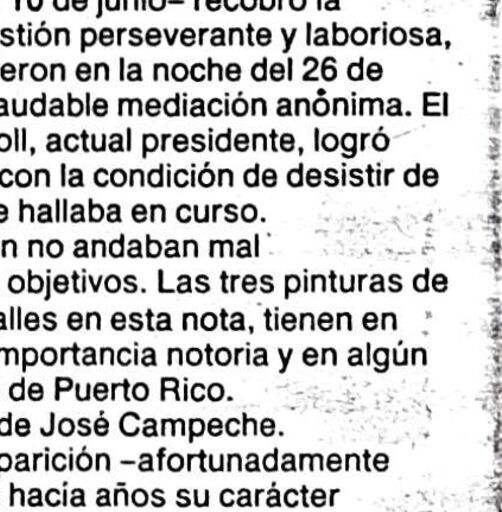 10 de junio– recobró la
stión perseverante y laboriosa,
eron en la noche del 26 de
audable mediación anónima. El
oll, actual presidente, logró
con la condición de desistir de
e hallaba en curso.
n no andaban mal
objetivos. Las tres pinturas de
alles en esta nota, tienen en
mportancia notoria y en algún
de Puerto Rico.
de José Campeche.
parición –afortunadamente
hacía años su carácter